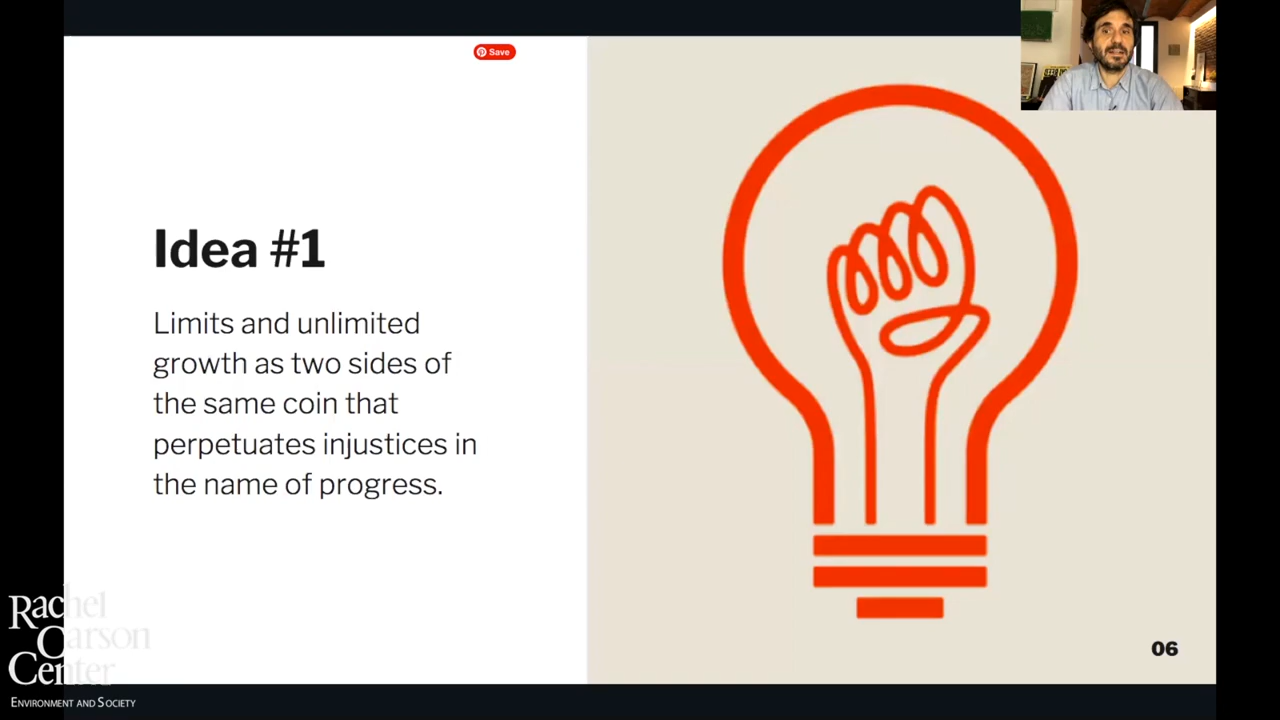 Save
Idea #1
Limits and unlimited
growth as two sides of
the same coin that
perpetuates injustices in
the name of progress.
06
Rachel
Carson
Center
Environment and Society